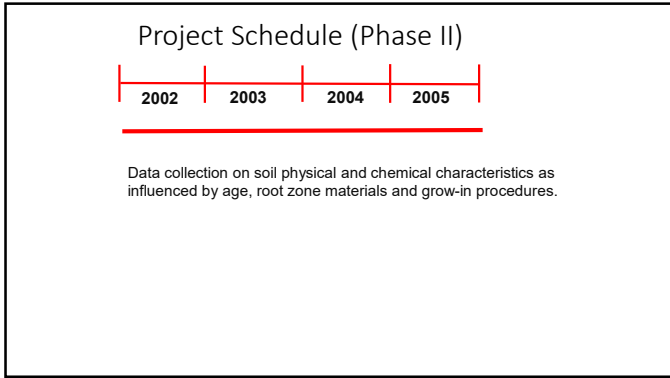 Project Schedule (Phase II)
2002 2003 2004 2005
Data collection on soil physical and chemical characteristics as
influenced by age, root zone materials and grow-in procedures.